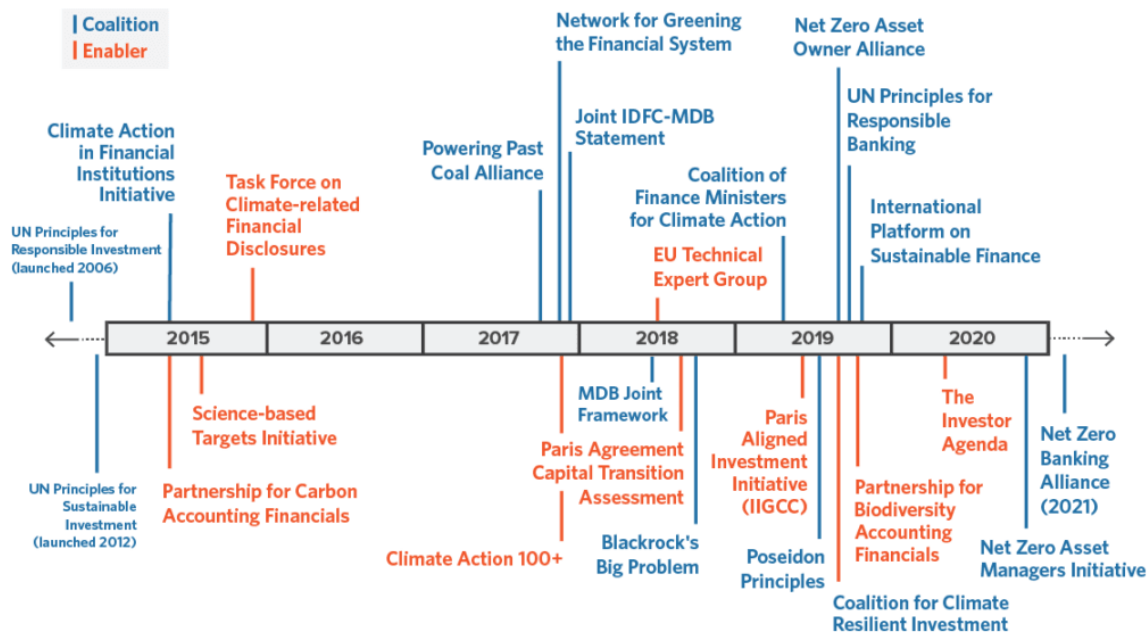 Coalition
Enabler
Network for Greening
the Financial System
Net Zero Asset
Owner Alliance
UN Principles for
Responsible
Banking
Climate Action
in Financial
Institutions
Initiative
Joint IDFC-MDB
Statement
Powering Past
Coal Alliance
Coalition of
Finance Ministers
for Climate Action
Task Force on
Climate-related
Financial
Disclosures
International
Platform on
Sustainable Finance
UN Principles for
Responsible Investment
(launched 2006)
EU Technical
Expert Group
2015
2016
2017
2018
2019
2020
MDB Joint
Framework
Science-based
Targets Initiative
Paris Agreement
Capital Transition
Assessment
Paris
Aligned
Investment
Initiative
(IIGCC)
The
Investor
Agenda
Net Zero
Banking
Alliance
(2021)
UN Principles for
Sustainable
Investment
(launched 2012)
Partnership for Carbon
Accounting Financials
Partnership for
Biodiversity
Accounting
Financials
Climate Action 100+
Blackrock's
Big Problem
Poseidon
Principles
Net Zero Asset
Managers Initiative
Coalition for Climate
Resilient Investment